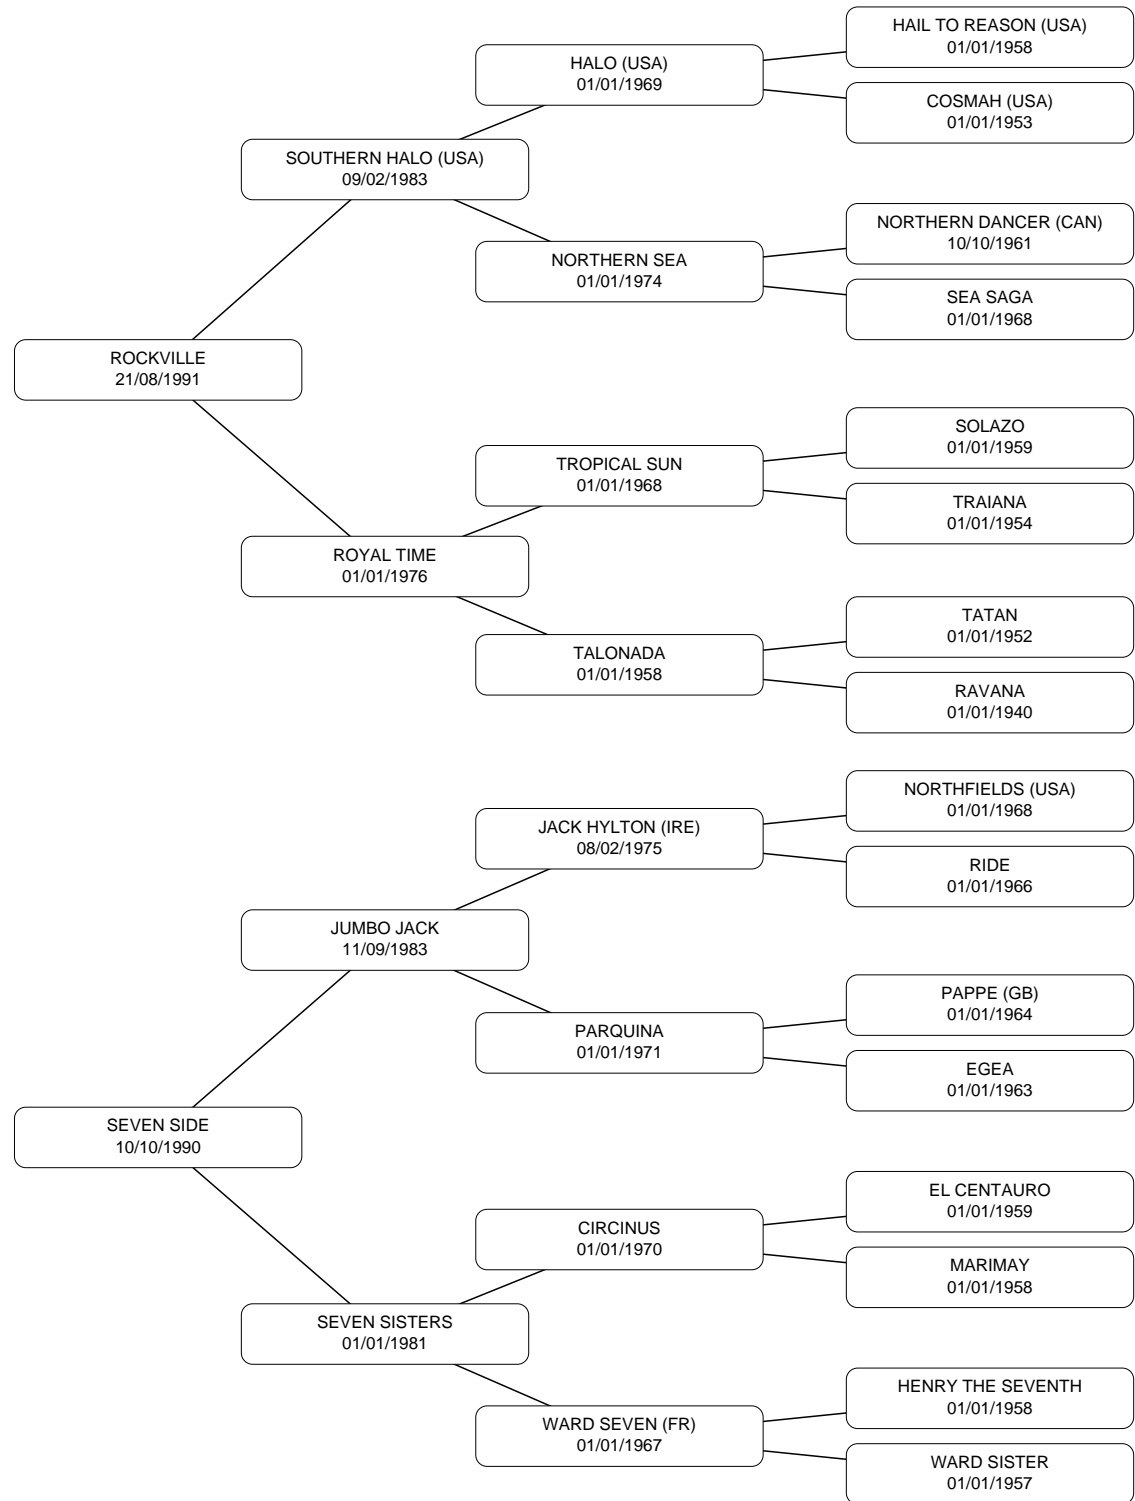 HAIL TO REASON (USA)
01/01/1958
HALO (USA)
01/01/1969
COSMAH (USA)
01/01/1953
SOUTHERN HALO (USA)
09/02/1983
NORTHERN DANCER (CAN)
10/10/1961
NORTHERN SEA
01/01/1974
SEA SAGA
01/01/1968
ROCKVILLE
21/08/1991
SOLAZO
01/01/1959
TROPICAL SUN
01/01/1968
TRAIANA
01/01/1954
ROYAL TIME
01/01/1976
TATAN
01/01/1952
TALONADA
01/01/1958
RAVANA
01/01/1940
NORTHFIELDS (USA)
01/01/1968
JACK HYLTON (IRE)
08/02/1975
RIDE
01/01/1966
JUMBO JACK
11/09/1983
PAPPE (GB)
01/01/1964
PARQUINA
01/01/1971
EGEA
01/01/1963
SEVEN SIDE
10/10/1990
EL CENTAURO
01/01/1959
CIRCINUS
01/01/1970
MARIMAY
01/01/1958
SEVEN SISTERS
01/01/1981
HENRY THE SEVENTH
01/01/1958
WARD SEVEN (FR)
01/01/1967
WARD SISTER
01/01/1957